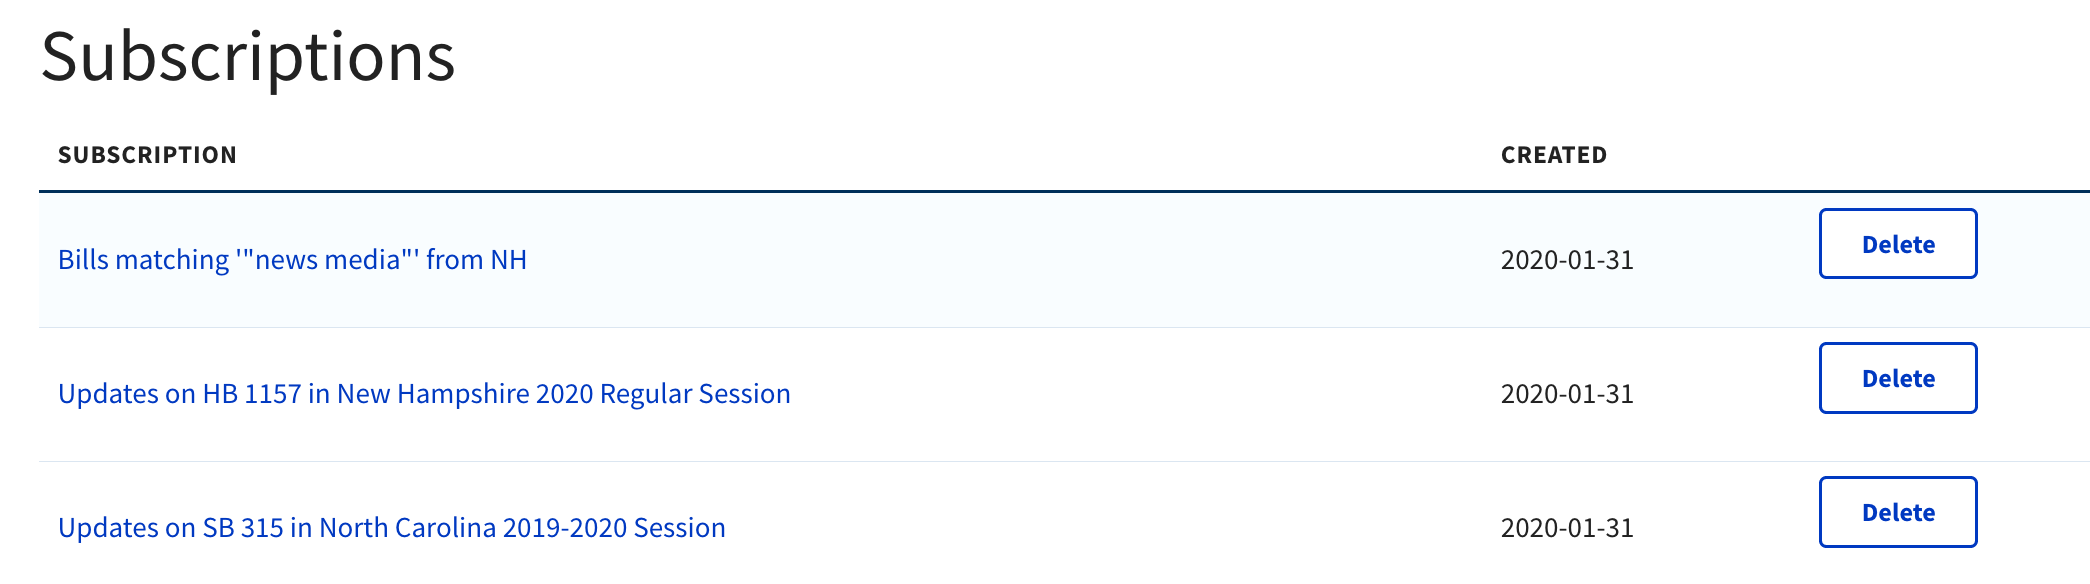 Subscriptions
SUBSCRIPTION CREATED
Bills matching '"news media"' from NH 2020-01-31 Delete
Updates on HB 1157 in New Hampshire 2020 Regular Session 2020-01-31 Delete
Updates on SB 315 in North Carolina 2019-2020 Session 2020-01-31 Delete